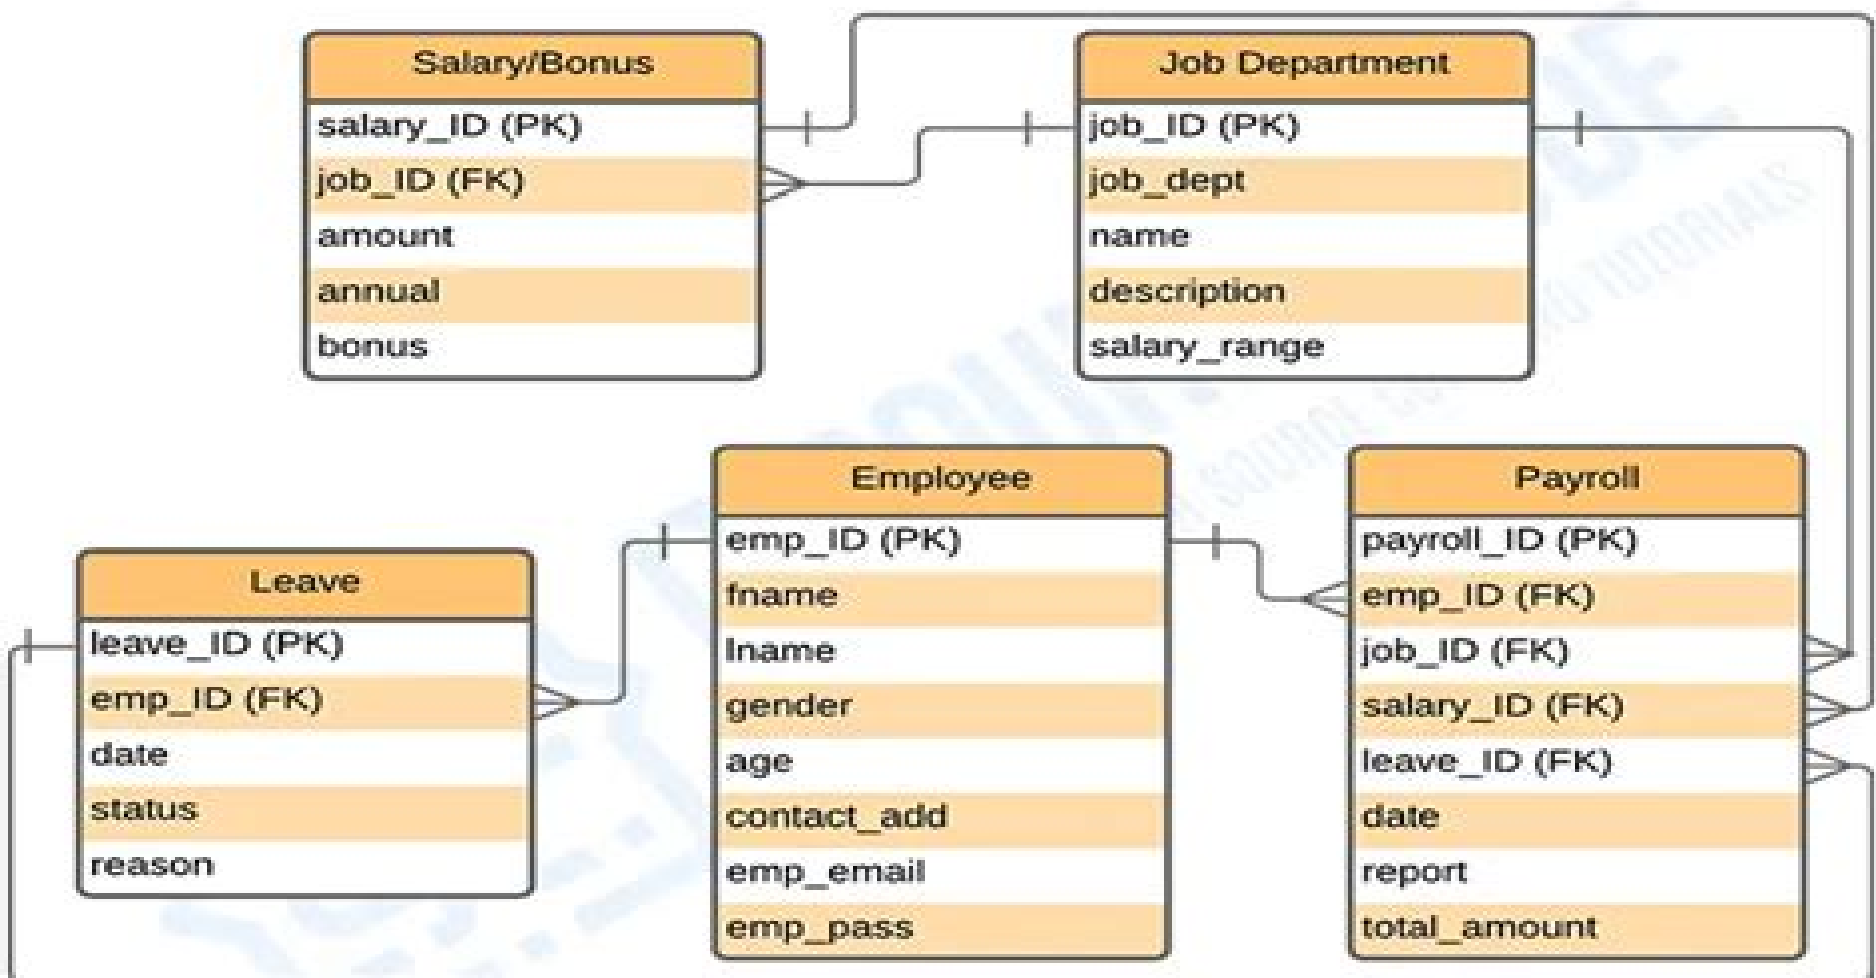 Salary/Bonus
salary_ID (PK)
job_ID (FK)
amount
annual
bonus
Job Department
job_ID (PK)
job_dept
name
description
salary_range
Leave
leave_ID (PK)
emp_ID (FK)
date
status
reason
Employee
emp_ID (PK)
fname
lname
gender
age
contact_add
emp_email
emp_pass
Payroll
payroll_ID (PK)
emp_ID (FK)
job_ID (FK)
salary_ID (FK)
leave_ID (FK)
date
report
total_amount
SOURCE
TUTORIALS